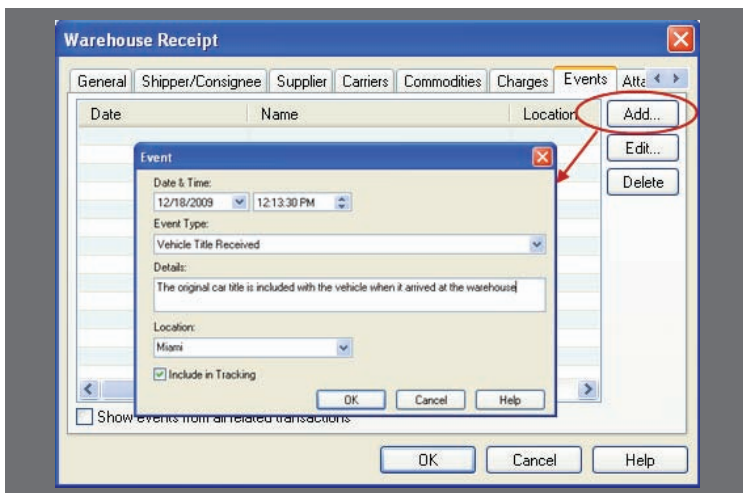 Warehouse Receipt
General Shipper/Consignee Supplier Carriers Commodities Charges Events Atta
Date Name Location Add...
Edit...
Delete
Event
Date & Time:
12/18/2009 12:13:30 PM
Event Type:
Vehicle Title Received
Details:
The original car title is included with the vehicle when it arrived at the warehouse
Location:
Miami
Include in Tracking
OK Cancel Help
Show events from all related transactions
OK Cancel Help